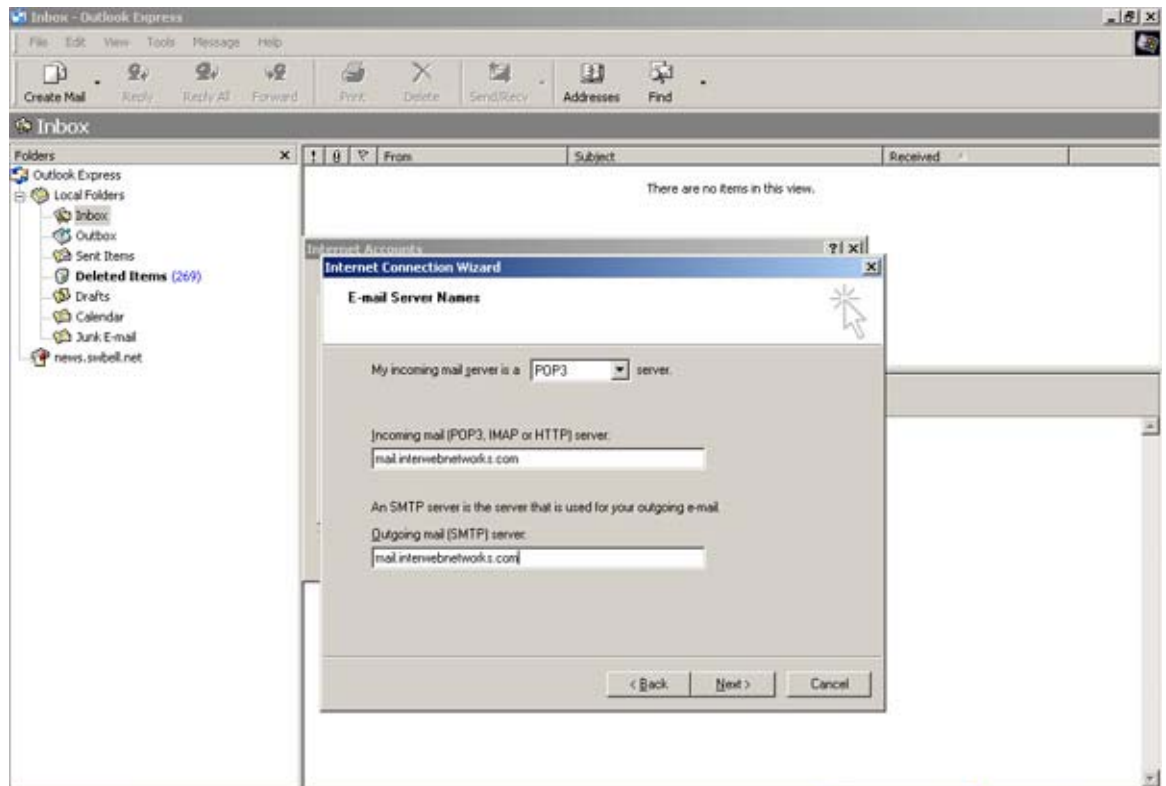 Inbox - Outlook Express
File Edit View Tools Message Help
Create Mail Reply Reply All Forward Print Delete Send/Recv Addresses Find
Inbox
Folders
! From Subject Received
Outlook Express
Local Folders
Inbox
Outbox
Sent Items
Deleted Items (269)
Drafts
Calendar
Junk E-mail
news.swbell.net
There are no items in this view.
Internet Accounts
Internet Connection Wizard
E-mail Server Names
My incoming mail server is a POP3 server.
Incoming mail (POP3, IMAP or HTTP) server:
mail.interwebnetworks.com
An SMTP server is the server that is used for your outgoing e-mail.
Outgoing mail (SMTP) server:
mail.interwebnetworks.com
< Back Next > Cancel